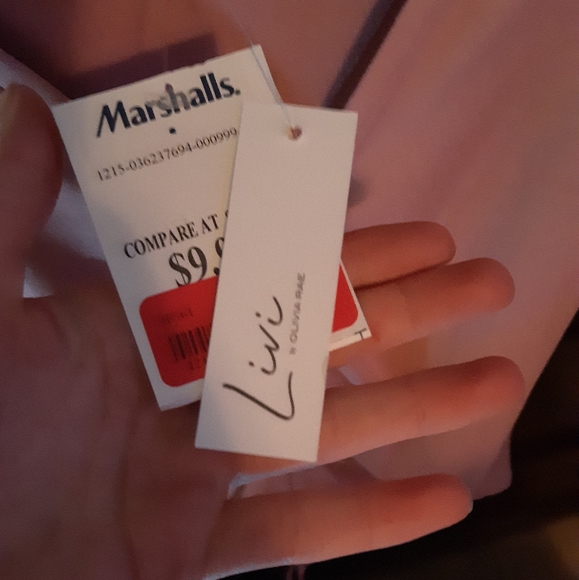 Marshalls.
1215-036237694-000999
COMPARE AT
$9.
Livi
x OLIVIA RAE